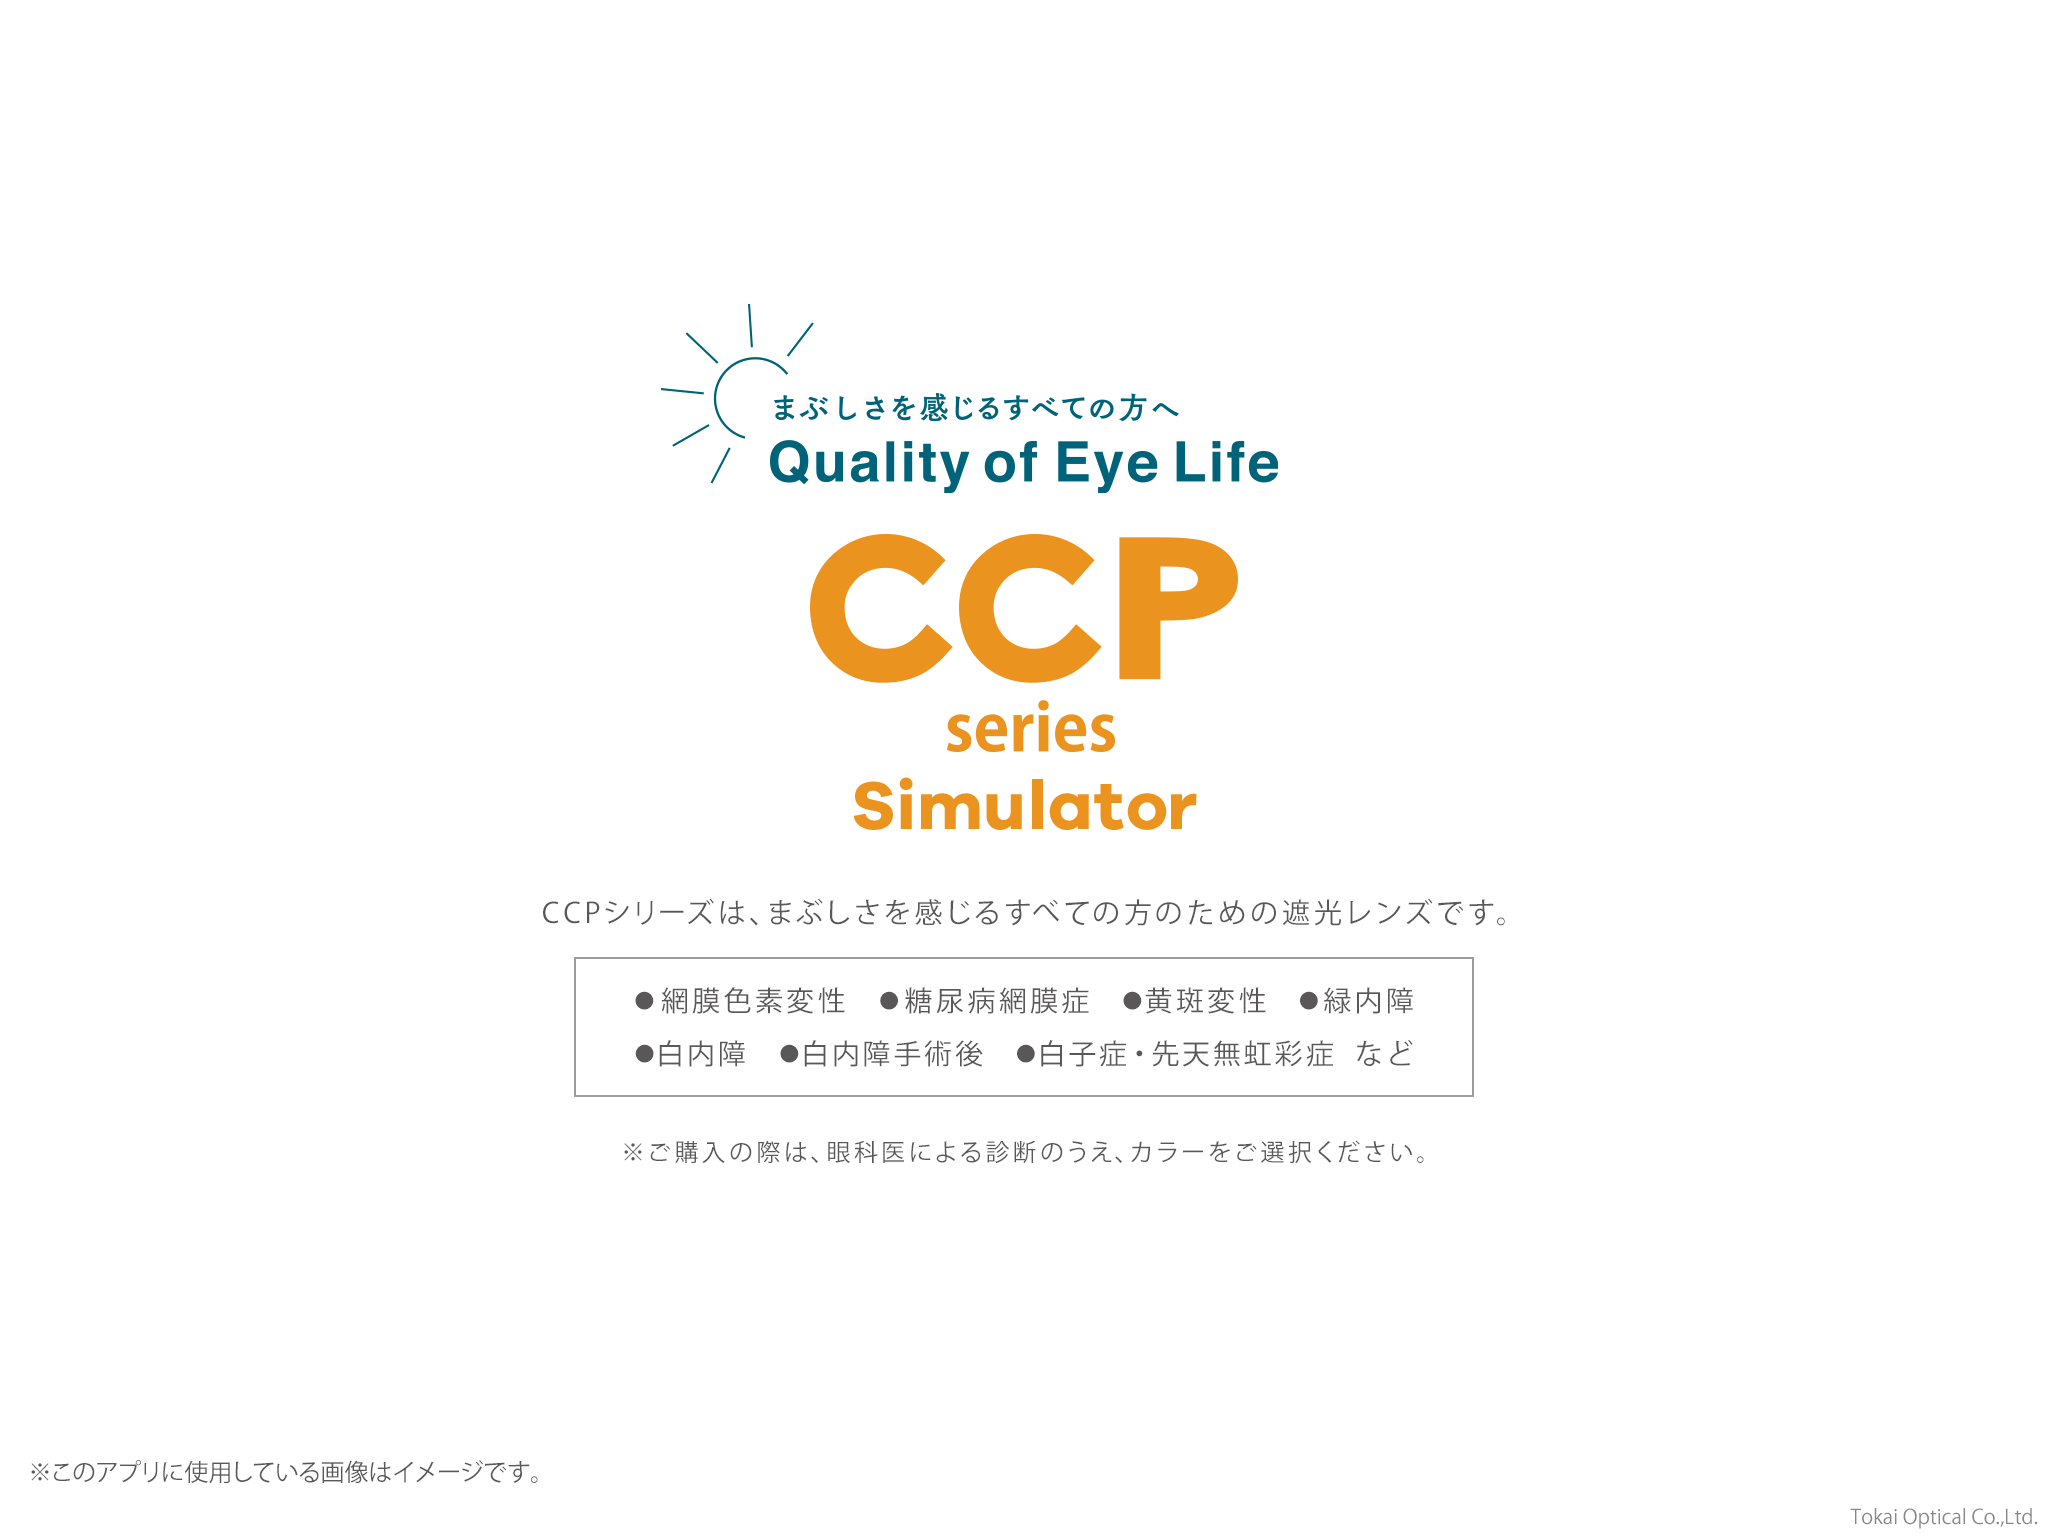 まぶしさを感じるすべての方へ
Quality of Eye Life
CCP
series
Simulator
CCPシリーズは、まぶしさを感じるすべての方のための遮光レンズです。
●網膜色素変性　●糖尿病網膜症　●黄斑変性　●緑内障
●白内障　●白内障手術後　●白子症・先天無虹彩症　など
※ご購入の際は、眼科医による診断のうえ、カラーをご選択ください。
※このアプリに使用している画像はイメージです。
Tokai Optical Co.,Ltd.